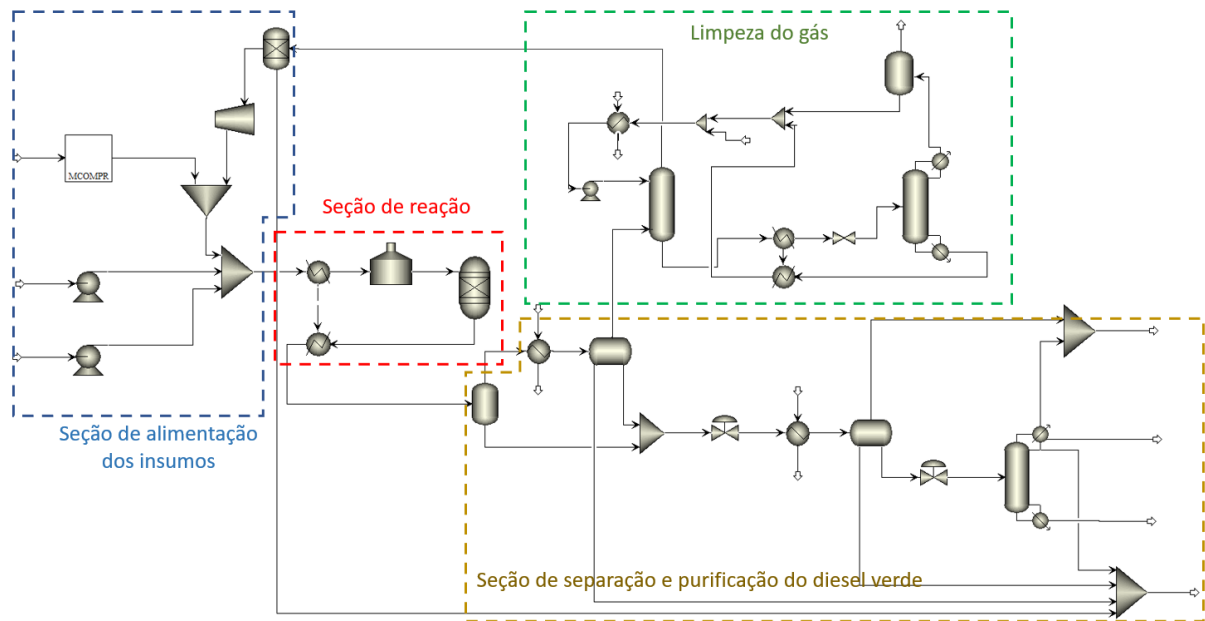 Limpeza do gás
MCOMPR
Seção de reação
Seção de alimentação
dos insumos
Seção de separação e purificação do diesel verde